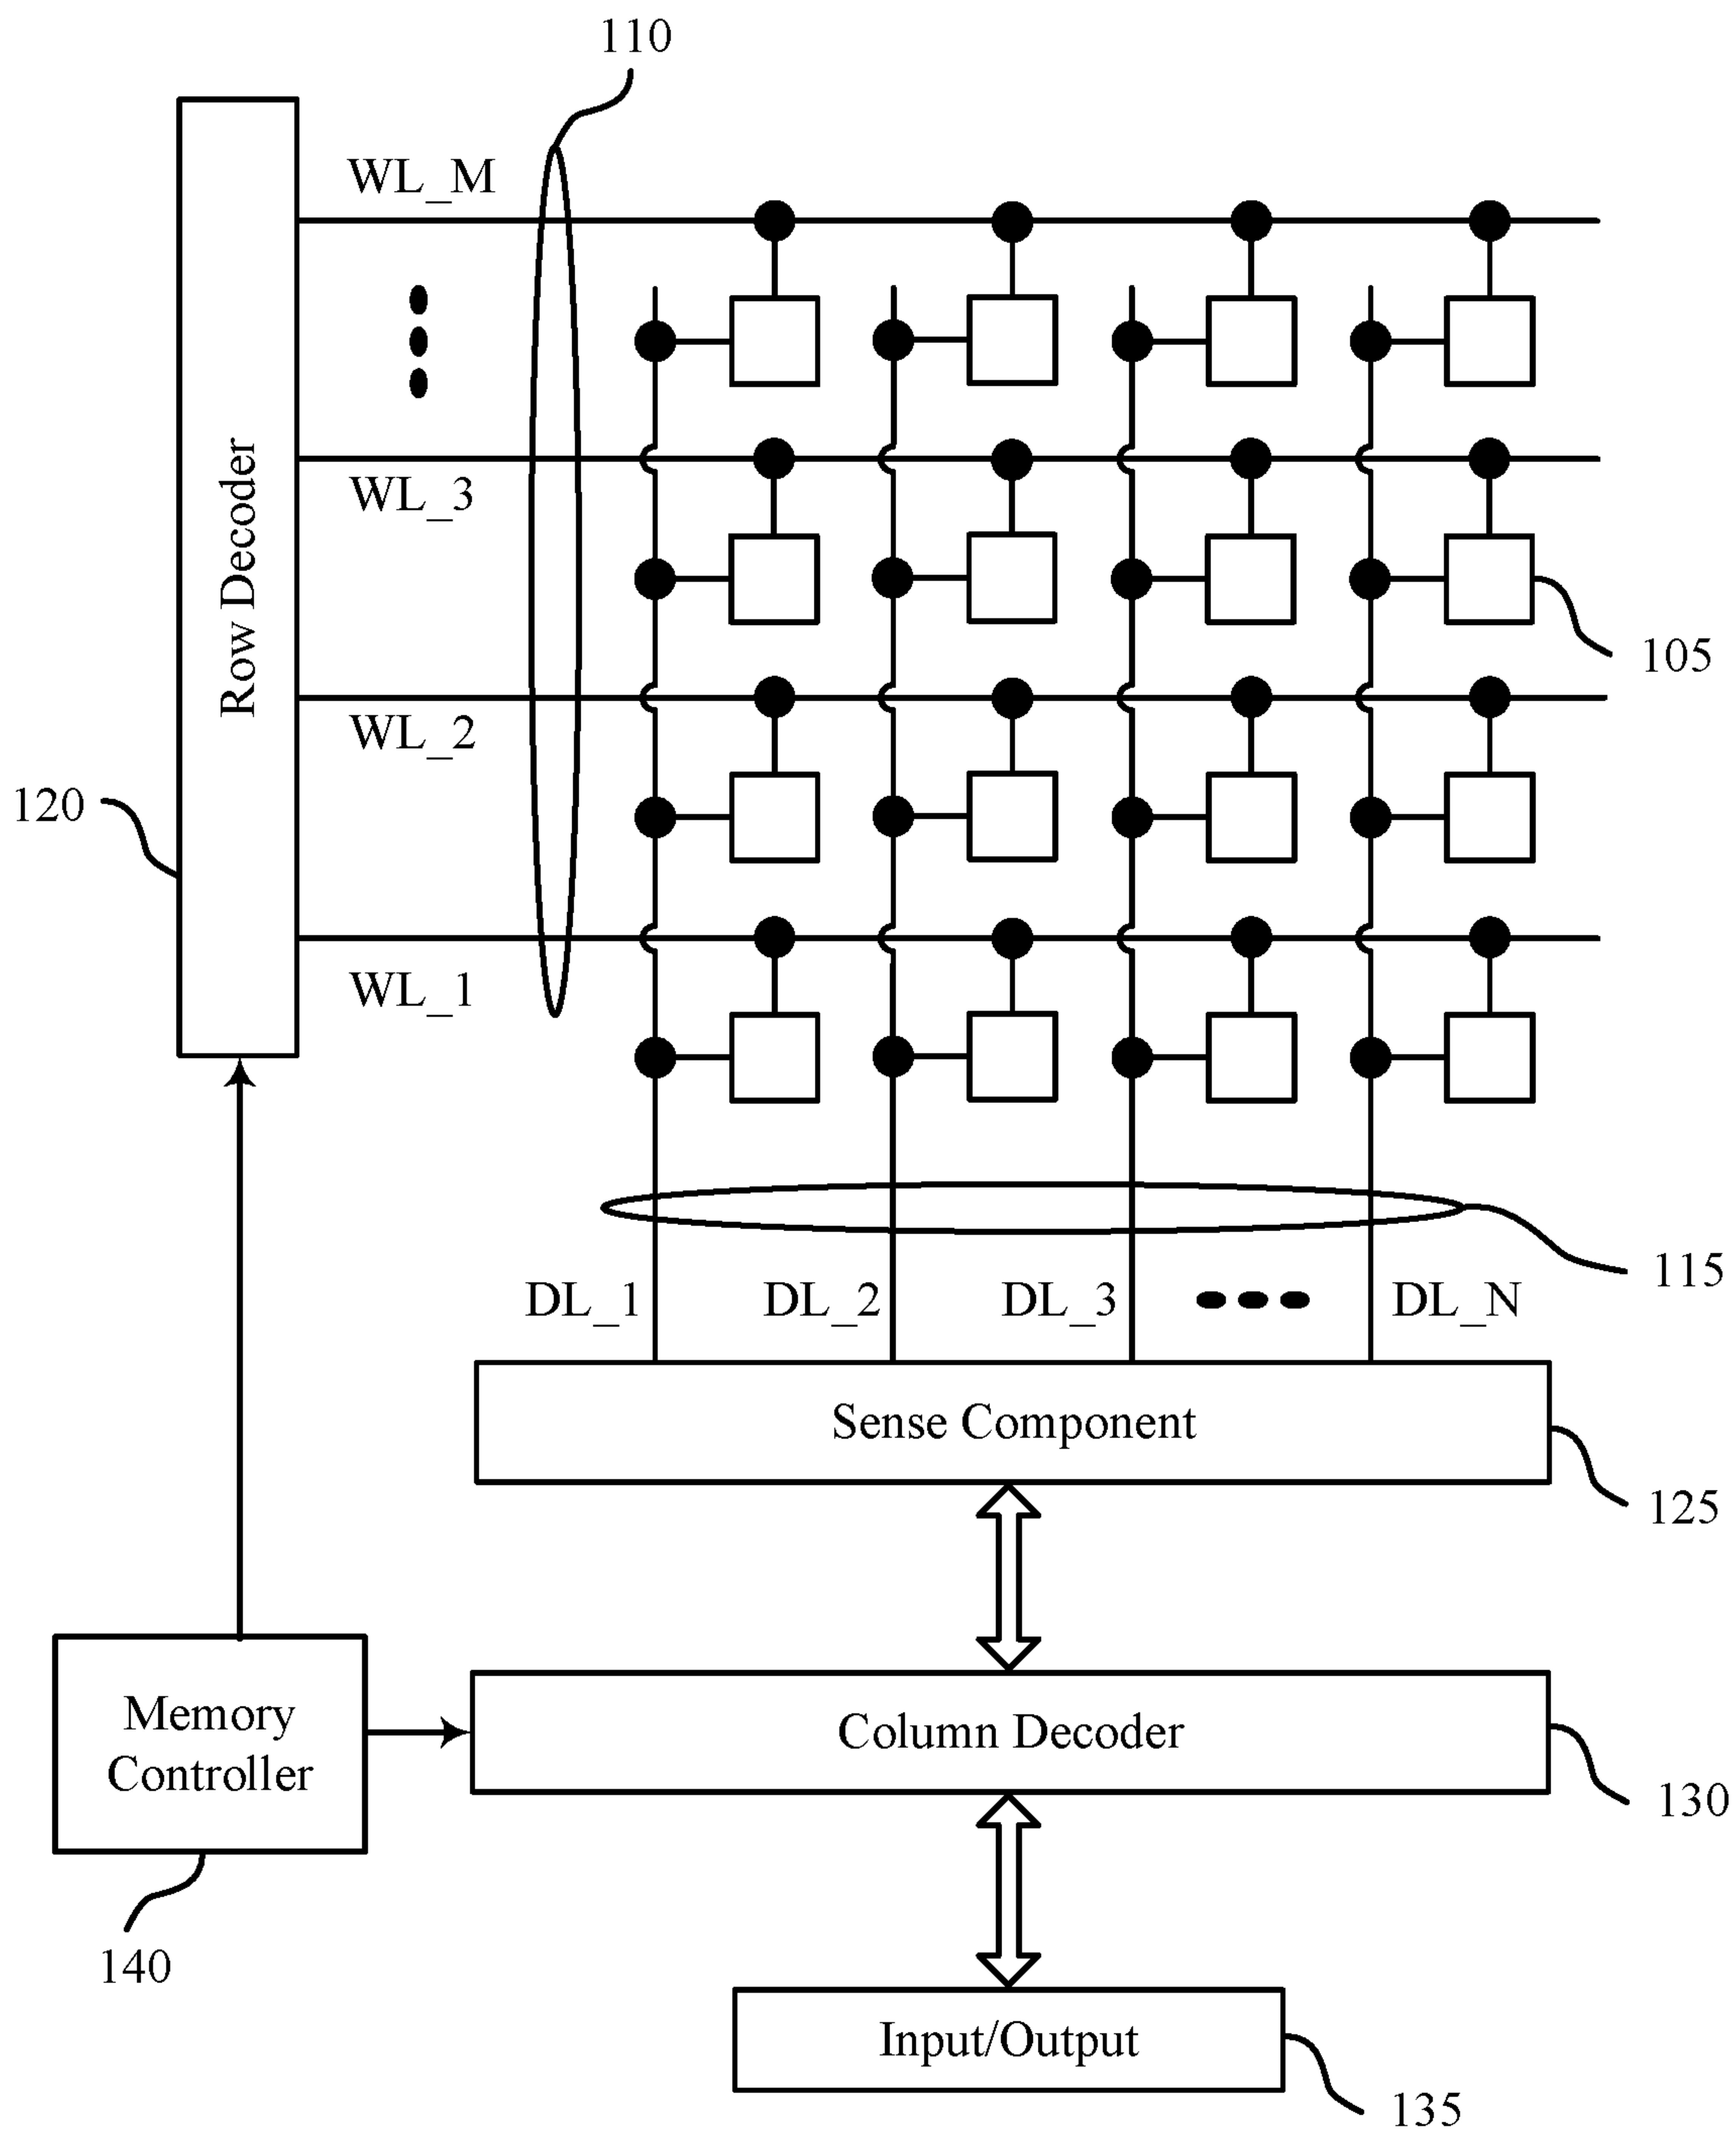 110
WL_M
WL_3
Row Decoder
105
WL_2
120
WL_1
115
DL_1 DL_2 DL_3 DL_N
Sense Component
125
Memory
Controller
Column Decoder
130
140
Input/Output
135